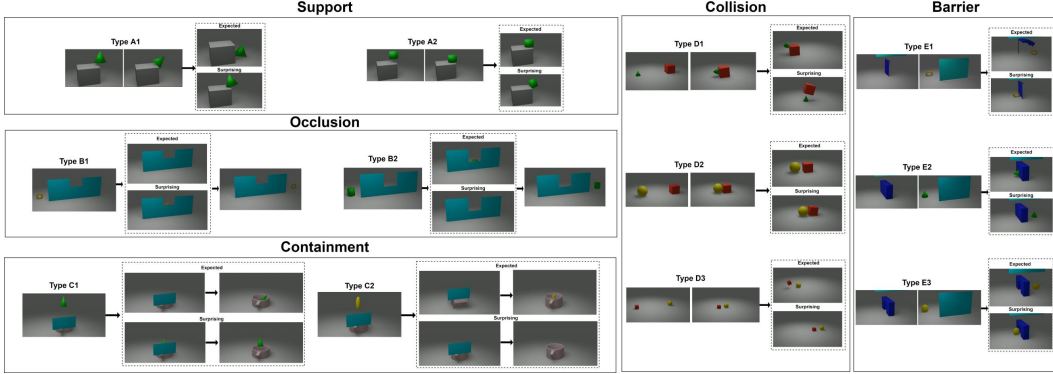 Support
Type A1
Expected
Surprising
Type A2
Expected
Surprising
Occlusion
Type B1
Expected
Surprising
Type B2
Expected
Surprising
Containment
Type C1
Expected
Surprising
Type C2
Expected
Surprising
Collision
Type D1
Expected
Surprising
Type D2
Expected
Surprising
Type D3
Expected
Surprising
Barrier
Type E1
Expected
Surprising
Type E2
Expected
Surprising
Type E3
Expected
Surprising